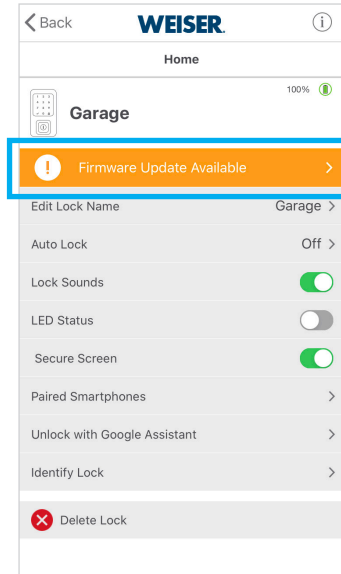 Back
WEISER.
Home
100%
Garage
! Firmware Update Available
Edit Lock Name Garage
Auto Lock Off
Lock Sounds
LED Status
Secure Screen
Paired Smartphones
Unlock with Google Assistant
Identify Lock
Delete Lock